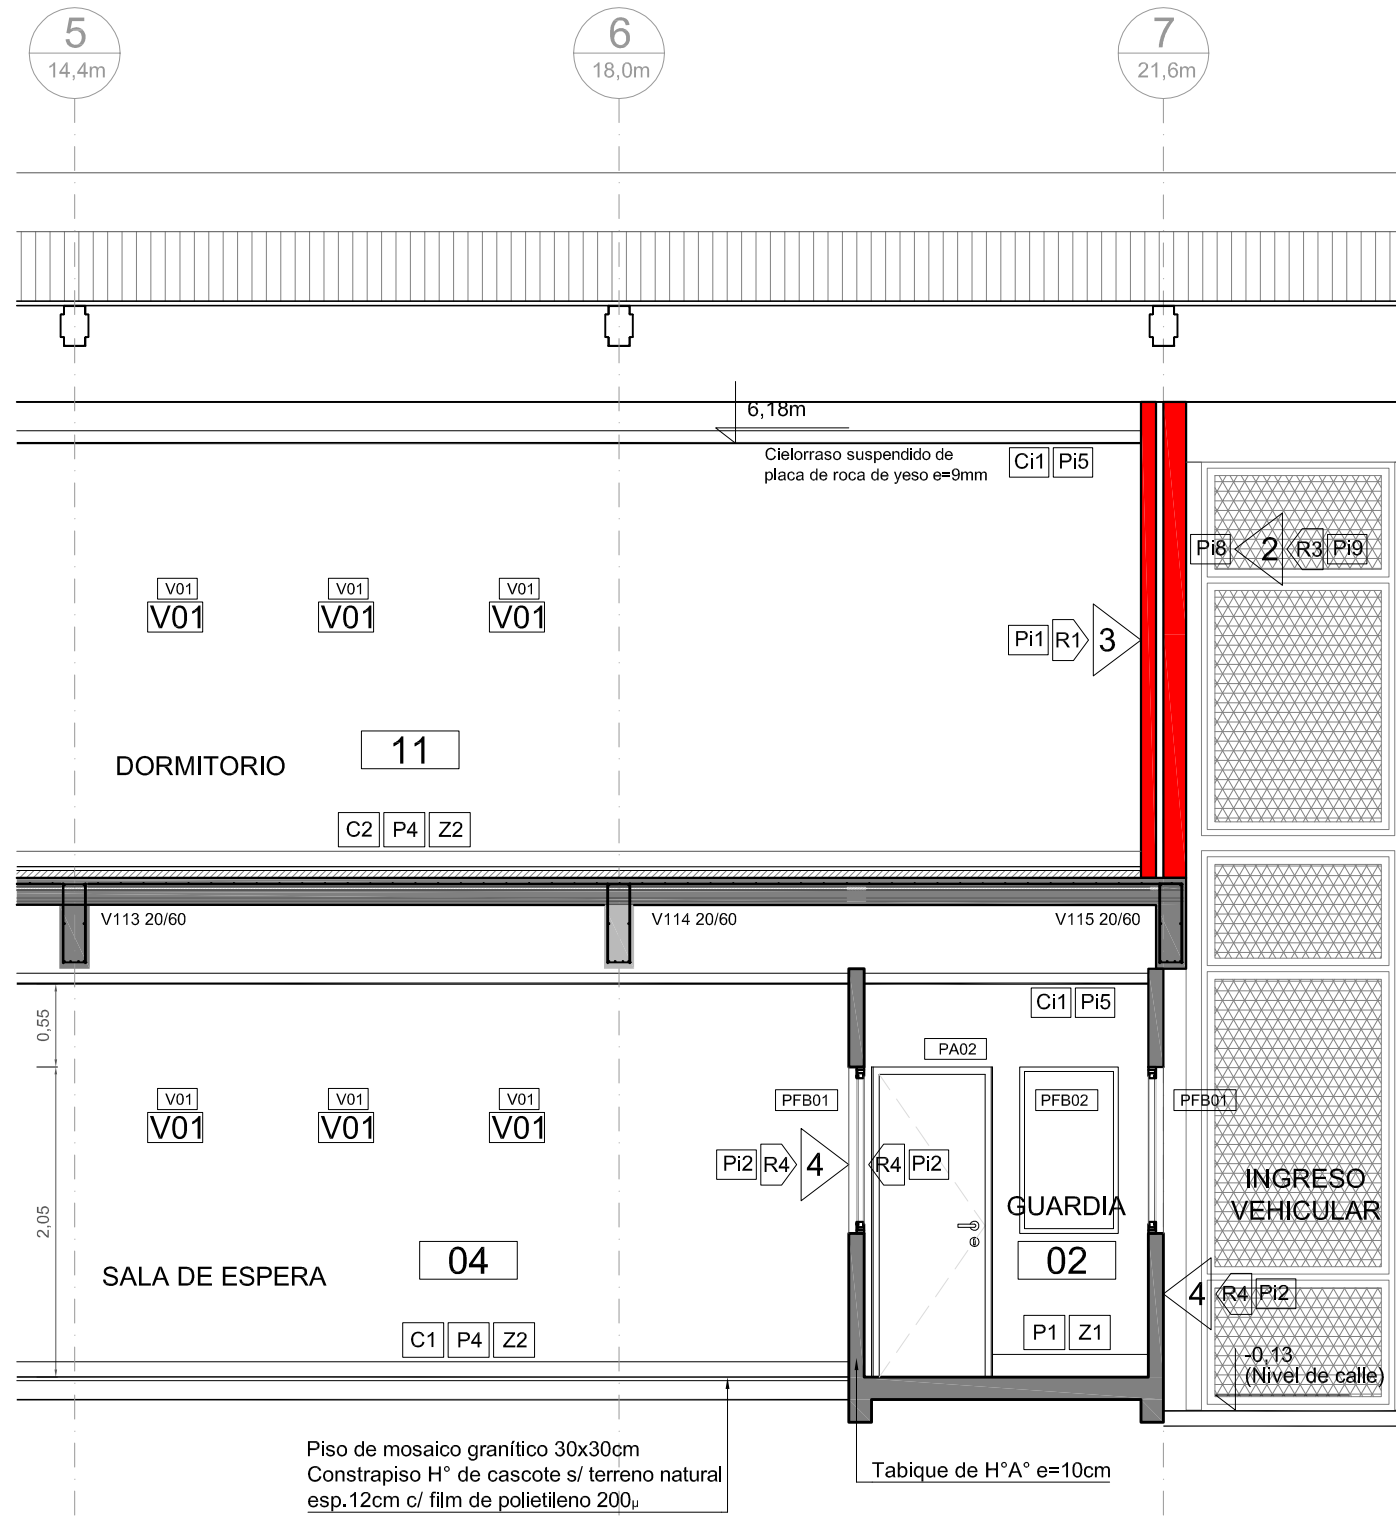 5
14,4m
6
18,0m
7
21,6m
6,18m
Cielorraso suspendido de
placa de roca de yeso e=9mm
Ci1 Pi5
Pi8 2 R3 Pi9
V01 V01 V01
V01 V01 V01
Pi1 R1 3
11
DORMITORIO
C2 P4 Z2
V113 20/60
V114 20/60
V115 20/60
0,55
Ci1 Pi5
PA02
V01 V01 V01
V01 V01 V01
PFB01
PFB02
PFB01
Pi2 R4 4 R4 Pi2
2,05
GUARDIA
INGRESO
VEHICULAR
04
SALA DE ESPERA
02
4 R4 Pi2
C1 P4 Z2
P1 Z1
-0,13
(Nivel de calle)
Piso de mosaico granítico 30x30cm
Constrapiso H° de cascote s/ terreno natural
esp.12cm c/ film de polietileno 200µ
Tabique de H°A° e=10cm